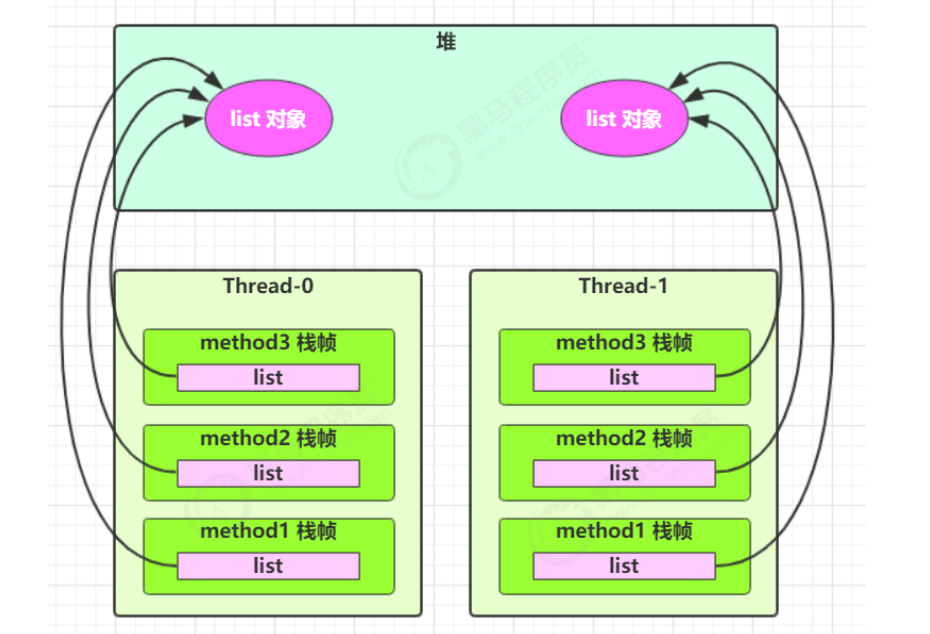 堆
list 对象
list 对象
黑马程序员
www.itheima.com
Thread-0
method3 栈帧
list
method2 栈帧
list
method1 栈帧
list
Thread-1
method3 栈帧
list
method2 栈帧
list
method1 栈帧
list